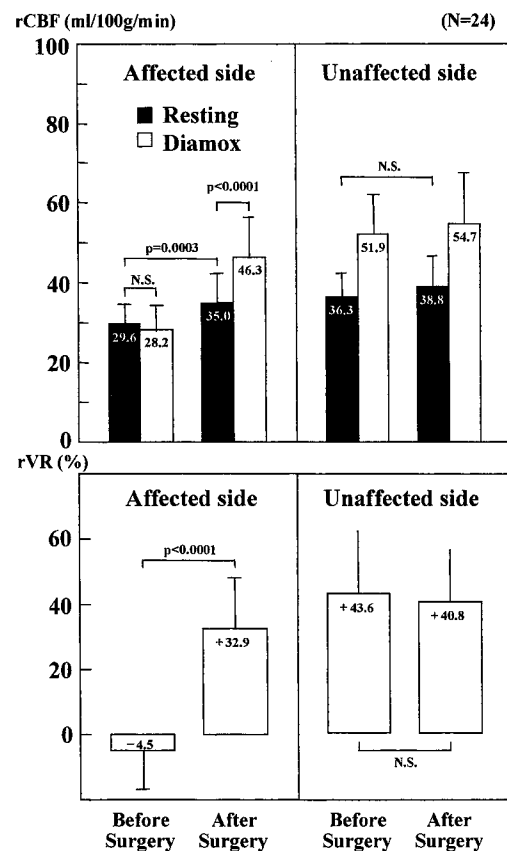 rCBF (ml/100g/min) (N=24)
100
80
60
40
20
0
Affected side
Unaffected side
Resting
Diamox
p<0.0001
p=0.0003
N.S.
N.S.
29.6
28.2
35.0
46.3
36.3
51.9
38.8
54.7
rVR (%)
Affected side
Unaffected side
60
40
20
0
p<0.0001
−4.5
+32.9
+43.6
+40.8
N.S.
Before
Surgery
After
Surgery
Before
Surgery
After
Surgery